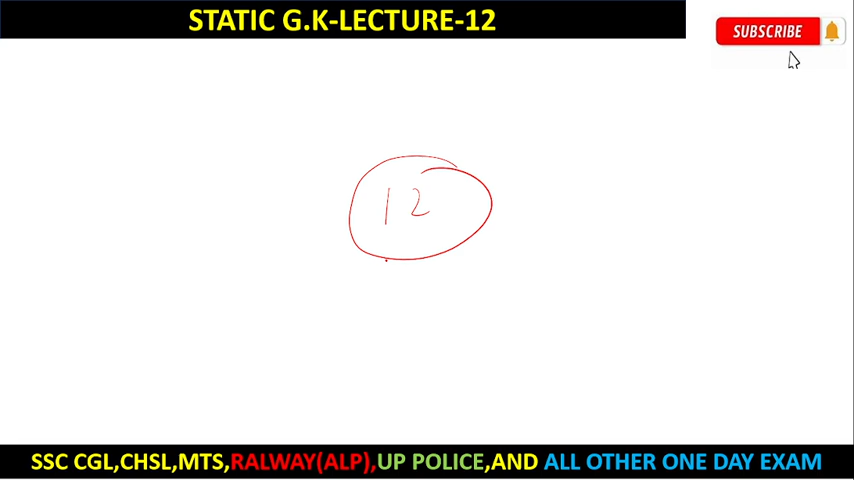 STATIC G.K-LECTURE-12
SUBSCRIBE
12
SSC CGL,CHSL,MTS,RALWAY(ALP),UP POLICE,AND ALL OTHER ONE DAY EXAM